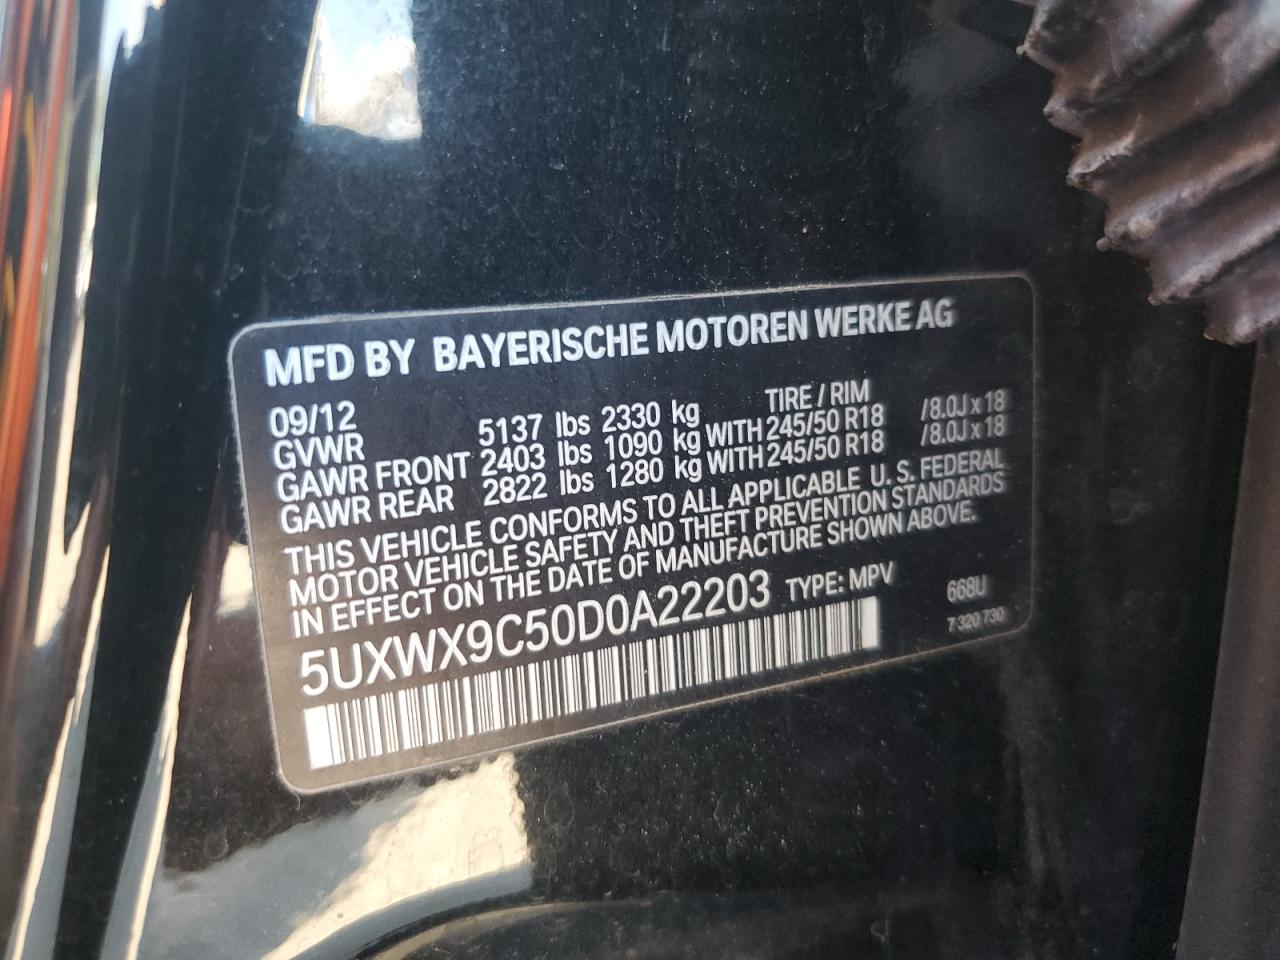 MFD BY BAYERISCHE MOTOREN WERKE AG
09/12 TIRE / RIM
GVWR 5137 lbs 2330 kg
GAWR FRONT 2403 lbs 1090 kg WITH 245/50 R18 /8.0J x 18
GAWR REAR 2822 lbs 1280 kg WITH 245/50 R18 /8.0J x 18
THIS VEHICLE CONFORMS TO ALL APPLICABLE U. S. FEDERAL
MOTOR VEHICLE SAFETY AND THEFT PREVENTION STANDARDS
IN EFFECT ON THE DATE OF MANUFACTURE SHOWN ABOVE.
5UXWX9C50D0A22203 TYPE: MPV 668U
7 320 730